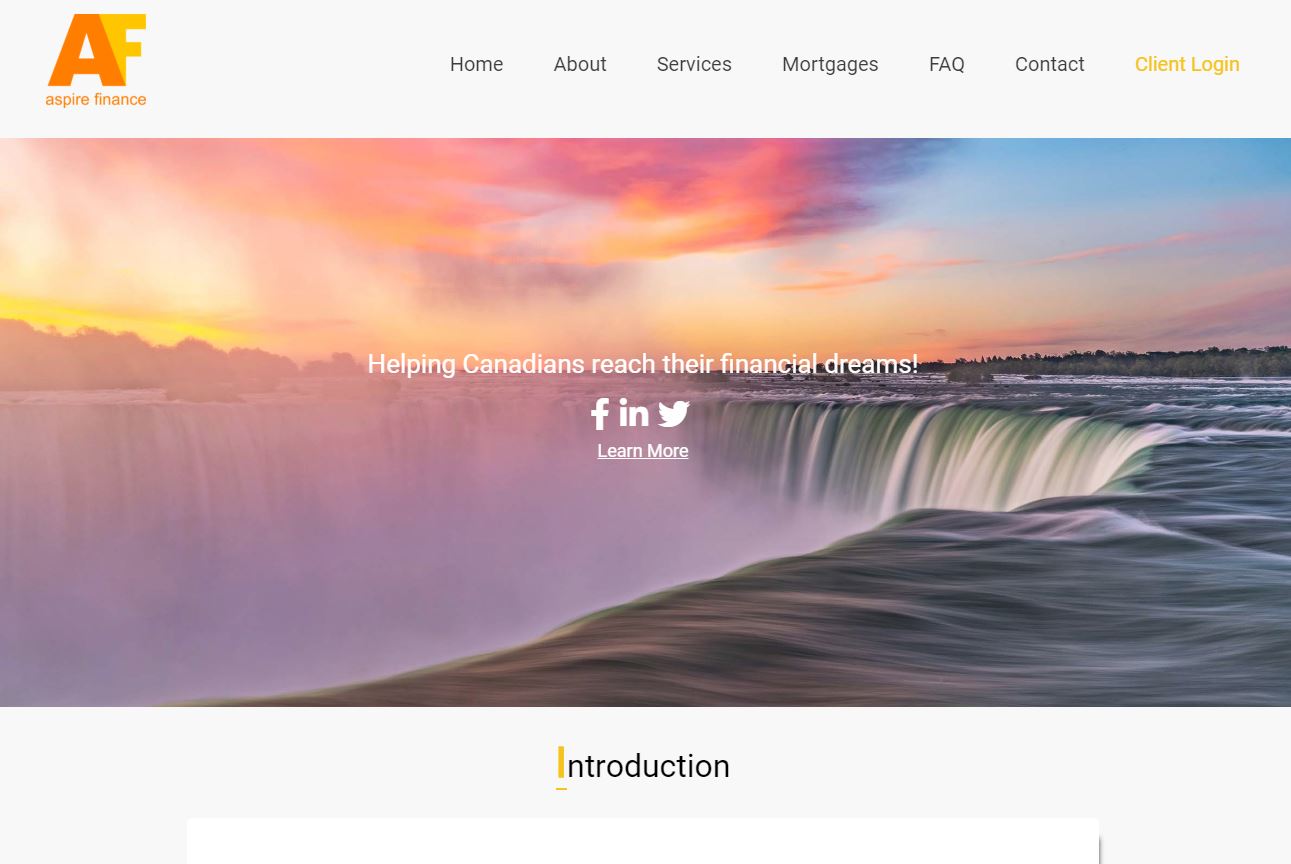 AF
aspire finance
Home About Services Mortgages FAQ Contact Client Login
Helping Canadians reach their financial dreams!
Learn More
Introduction